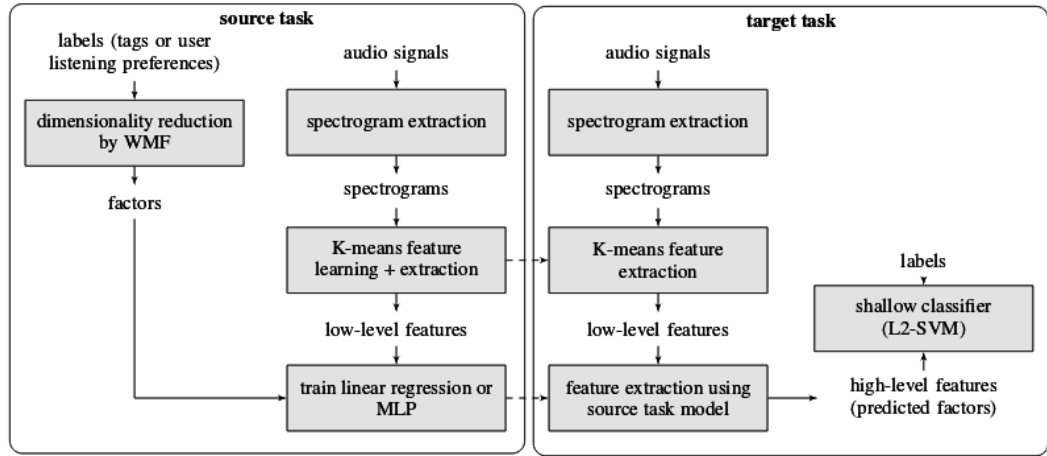 source task
labels (tags or user
listening preferences)
dimensionality reduction
by WMF
factors
audio signals
spectrogram extraction
spectrograms
K-means feature
learning + extraction
low-level features
train linear regression or
MLP
target task
audio signals
spectrogram extraction
spectrograms
K-means feature
extraction
low-level features
feature extraction using
source task model
labels
shallow classifier
(L2-SVM)
high-level features
(predicted factors)